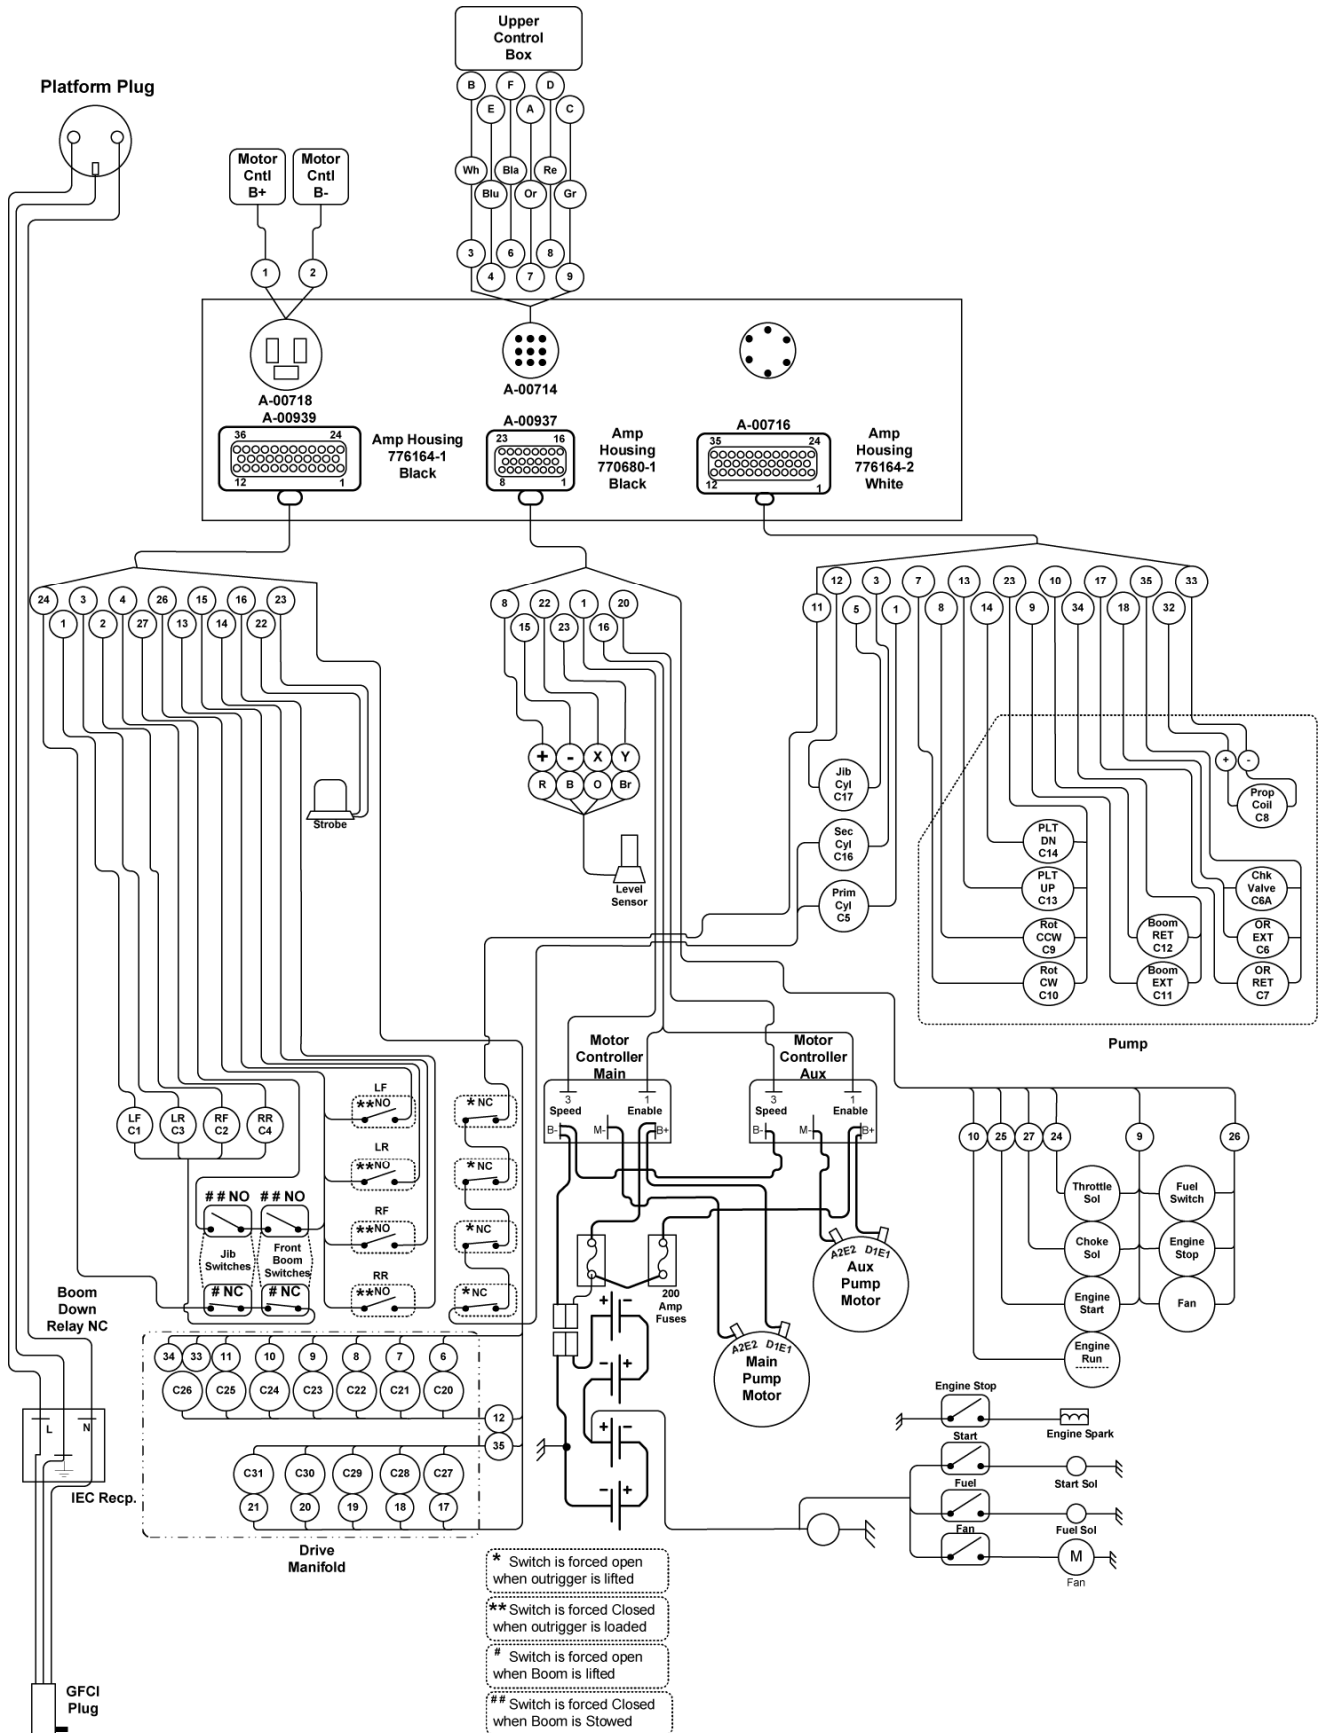 Upper
Control
Box
Platform Plug
B
F
D
E
A
C
Motor
Cntl
B+
Motor
Cntl
B-
Wh
Bla
Re
Blu
Or
Gr
3
6
8
4
7
9
1
2
A-00718
A-00939
A-00714
A-00937
A-00716
36
24
12
1
Amp Housing
776164-1
Black
23
16
8
1
Amp
Housing
770680-1
Black
35
24
12
1
Amp
Housing
776164-2
White
24
3
4
26
15
16
23
1
2
27
13
14
22
8
22
1
20
15
23
16
12
3
7
13
23
10
17
35
33
11
5
1
8
14
9
34
18
32
+
-
X
Y
R
B
O
Br
Strobe
Level
Sensor
Jib
Cyl
C17
Sec
Cyl
C16
Prim
Cyl
C5
+
-
Prop
Coil
C8
PLT
DN
C14
PLT
UP
C13
Rot
CCW
C9
Rot
CW
C10
Boom
RET
C12
Boom
EXT
C11
Chk
Valve
C6A
OR
EXT
C6
OR
RET
C7
Pump
Motor
Controller
Main
3
Speed
1
Enable
B-
M-
B+
Motor
Controller
Aux
3
Speed
1
Enable
B-
M-
B+
LF
C1
LR
C3
RF
C2
RR
C4
LF
**NO
LR
**NO
RF
**NO
RR
**NO
* NC
* NC
* NC
* NC
# # NO
# # NO
Jib
Switches
Front
Boom
Switches
# NC
# NC
Boom
Down
Relay NC
10
25
27
24
9
26
Throttle
Sol
Fuel
Switch
Choke
Sol
Engine
Stop
Engine
Start
Fan
Engine
Run
A2E2
D1E1
Aux
Pump
Motor
200
Amp
Fuses
A2E2
D1E1
Main
Pump
Motor
+
-
-
+
+
-
-
+
34
33
11
10
9
8
7
6
C26
C25
C24
C23
C22
C21
C20
12
35
C31
C30
C29
C28
C27
21
20
19
18
17
Drive
Manifold
L
N
IEC Recp.
GFCI
Plug
Engine Stop
Engine Spark
Start
Start Sol
Fuel
Fuel Sol
Fan
M
Fan
* Switch is forced open
when outrigger is lifted
** Switch is forced Closed
when outrigger is loaded
# Switch is forced open
when Boom is lifted
## Switch is forced Closed
when Boom is Stowed